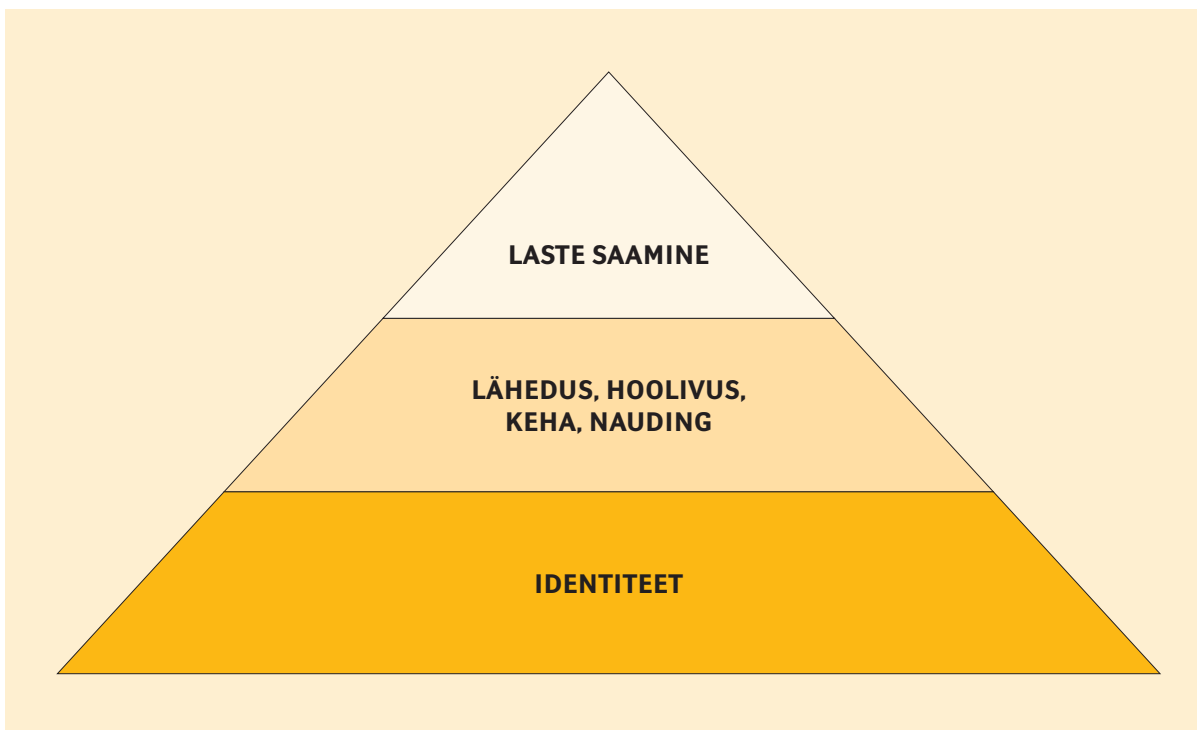 LASTE SAAMINE
LÄHEDUS, HOOLIVUS,
KEHA, NAUDING
IDENTITEET